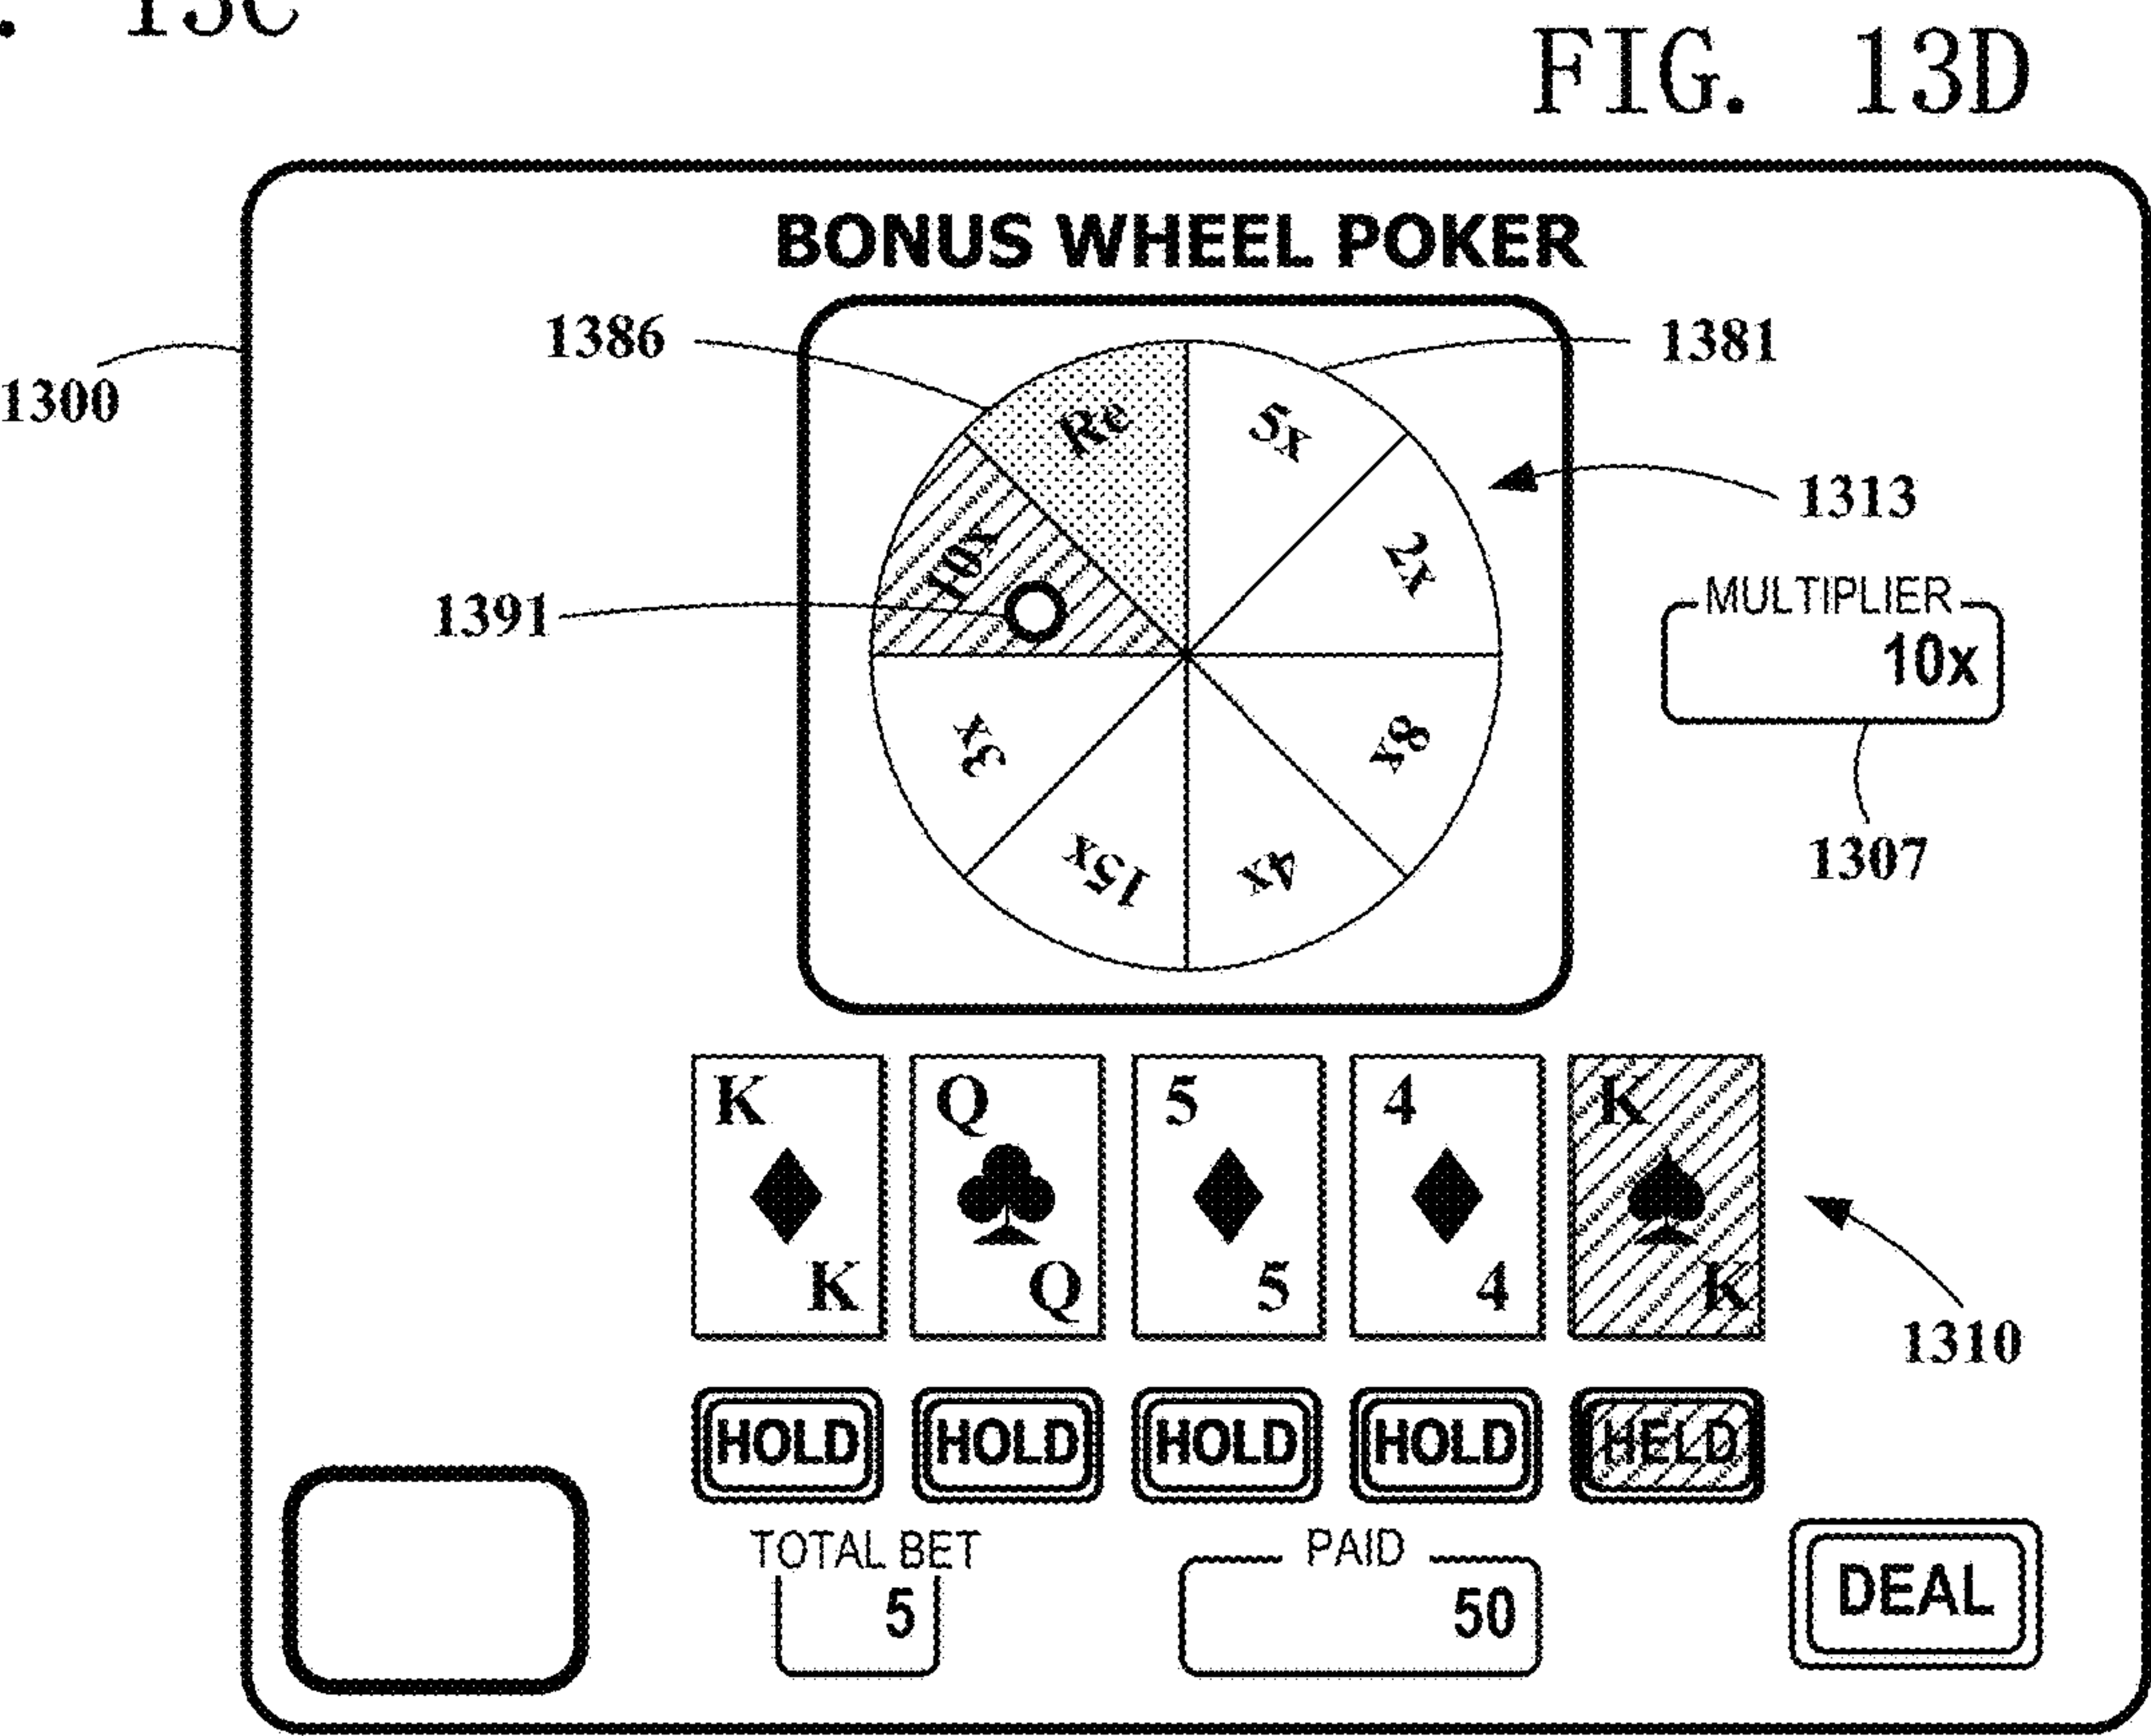 . 13C
FIG. 13D
BONUS WHEEL POKER
1386
1381
1300
Re
5x
1313
10x
2x
1391
MULTIPLIER
10x
3x
8x
15x
4x
1307
K Q 5 4 K
K Q 5 4 K
1310
HOLD HOLD HOLD HOLD HELD
TOTAL BET
PAID
5
50
DEAL